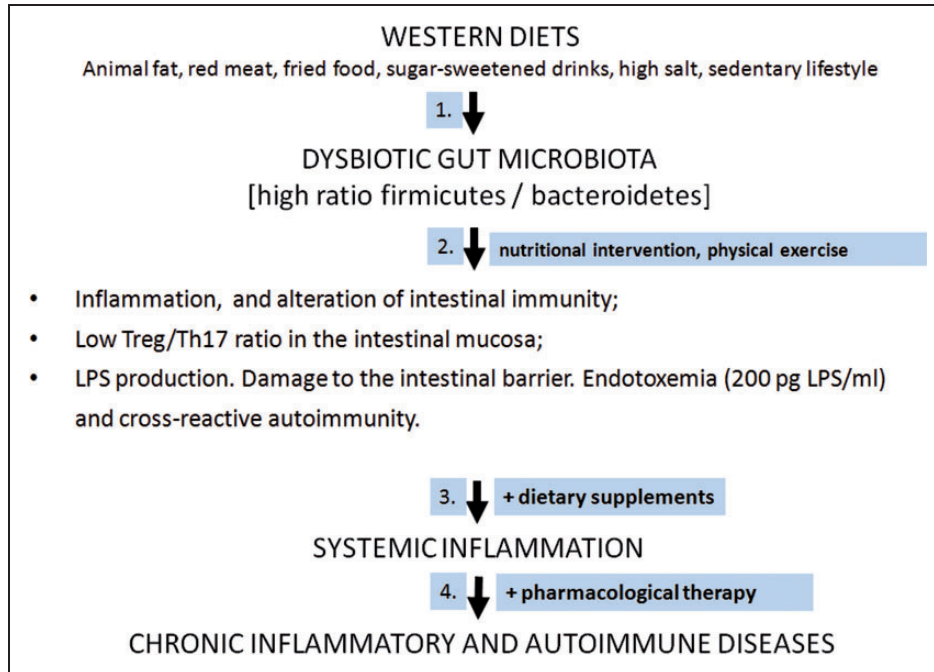 WESTERN DIETS
Animal fat, red meat, fried food, sugar-sweetened drinks, high salt, sedentary lifestyle
1.
DYSBIOTIC GUT MICROBIOTA
[high ratio firmicutes / bacteroidetes]
2. nutritional intervention, physical exercise
• Inflammation, and alteration of intestinal immunity;
• Low Treg/Th17 ratio in the intestinal mucosa;
• LPS production. Damage to the intestinal barrier. Endotoxemia (200 pg LPS/ml)
and cross-reactive autoimmunity.
3. + dietary supplements
SYSTEMIC INFLAMMATION
4. + pharmacological therapy
CHRONIC INFLAMMATORY AND AUTOIMMUNE DISEASES